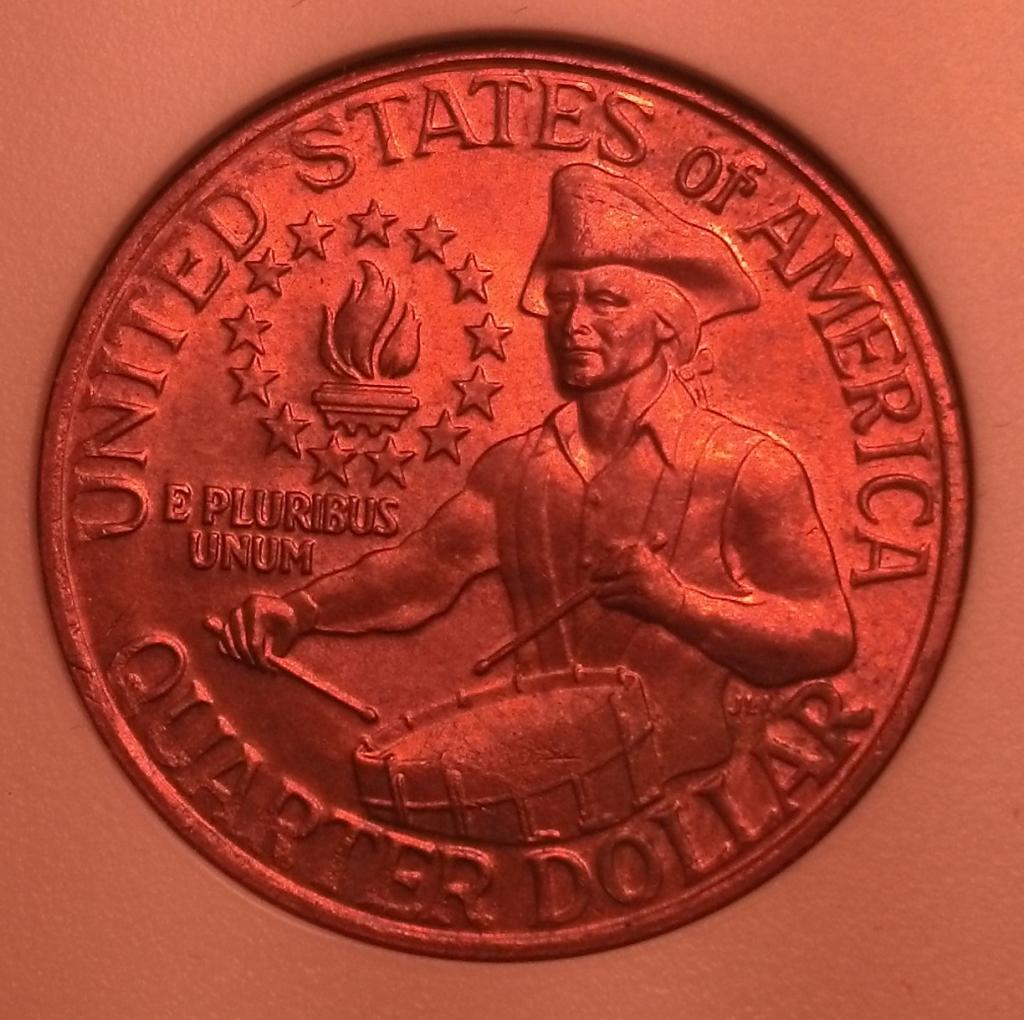 UNITED STATES OF AMERICA
E PLURIBUS
UNUM
QUARTER DOLLAR